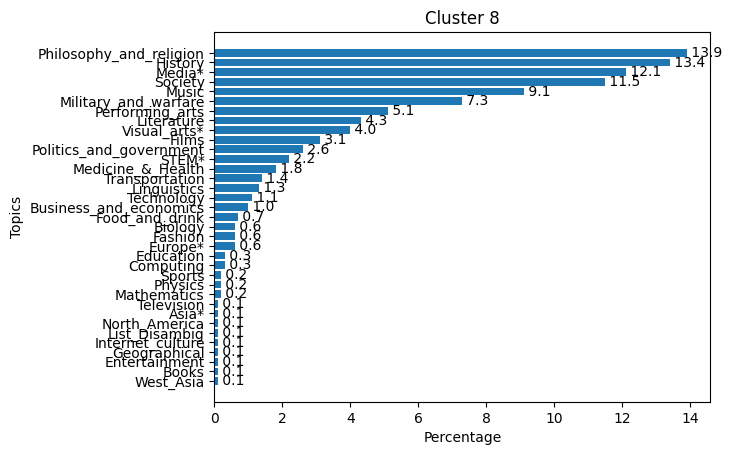 Cluster 8
Philosophy_and_religion 13.9
History 13.4
Media* 12.1
Society 11.5
Music 9.1
Military_and_warfare 7.3
Performing_arts 5.1
Literature 4.3
Visual_arts* 4.0
Films 3.1
Politics_and_government 2.6
STEM* 2.2
Medicine_&_Health 1.8
Transportation 1.4
Linguistics 1.3
Technology 1.1
Business_and_economics 1.0
Food_and_drink 0.7
Biology 0.6
Fashion 0.6
Europe* 0.6
Education 0.3
Computing 0.3
Sports 0.2
Physics 0.2
Mathematics 0.2
Television 0.1
Asia* 0.1
North_America 0.1
List_Disambig 0.1
Internet_culture 0.1
Geographical 0.1
Entertainment 0.1
Books 0.1
West_Asia 0.1
Topics
0 2 4 6 8 10 12 14
Percentage